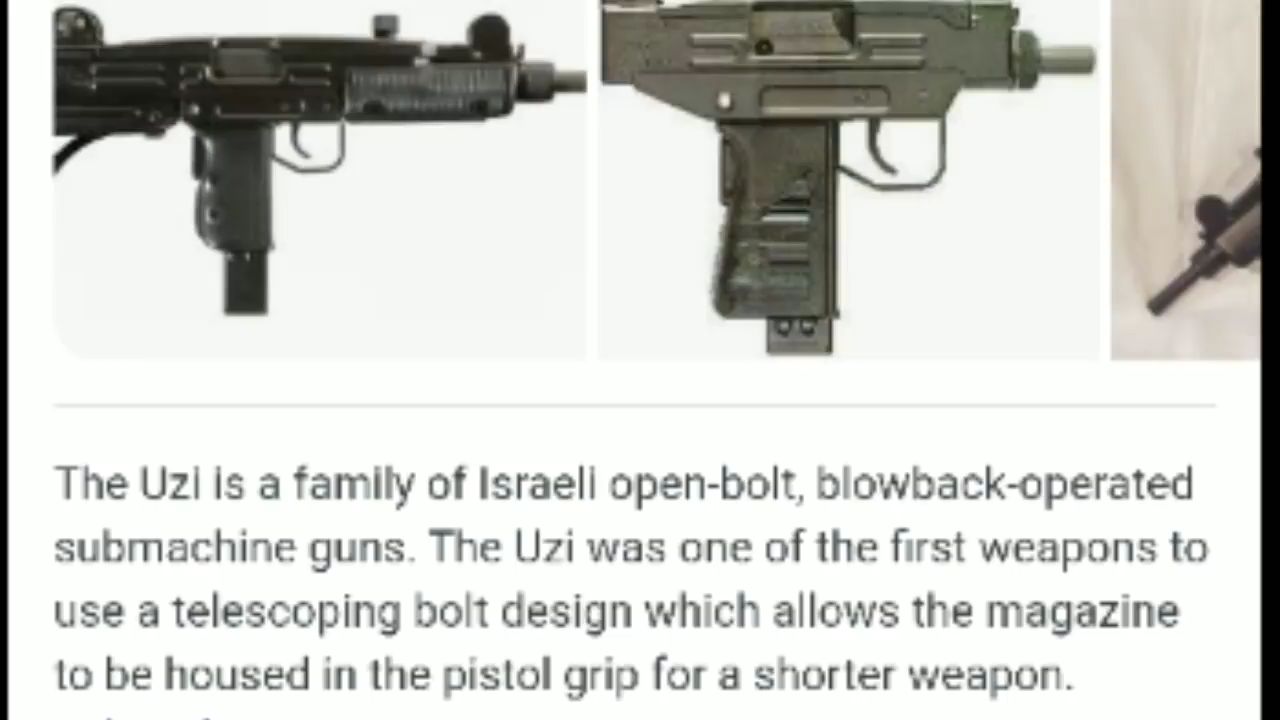 The Uzi is a family of Israeli open-bolt, blowback-operated
submachine guns. The Uzi was one of the first weapons to
use a telescoping bolt design which allows the magazine
to be housed in the pistol grip for a shorter weapon.